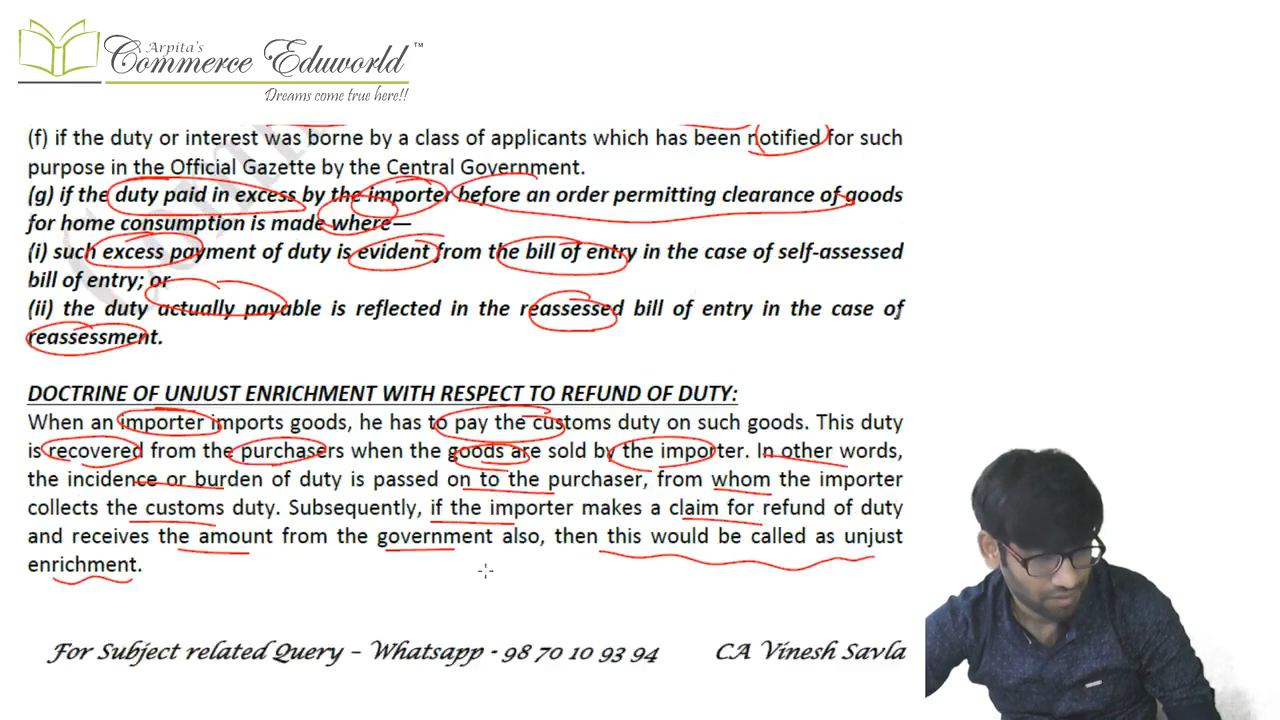 Arpita's
Commerce Eduworld™
Dreams come true here!!
(f) if the duty or interest was borne by a class of applicants which has been notified for such
purpose in the Official Gazette by the Central Government.
(g) if the duty paid in excess by the importer before an order permitting clearance of goods
for home consumption is made where—
(i) such excess payment of duty is evident from the bill of entry in the case of self-assessed
bill of entry; or
(ii) the duty actually payable is reflected in the reassessed bill of entry in the case of
reassessment.
DOCTRINE OF UNJUST ENRICHMENT WITH RESPECT TO REFUND OF DUTY:
When an importer imports goods, he has to pay the customs duty on such goods. This duty
is recovered from the purchasers when the goods are sold by the importer. In other words,
the incidence or burden of duty is passed on to the purchaser, from whom the importer
collects the customs duty. Subsequently, if the importer makes a claim for refund of duty
and receives the amount from the government also, then this would be called as unjust
enrichment.
For Subject related Query – Whatsapp - 98 70 10 93 94 CA Vinesh Savla